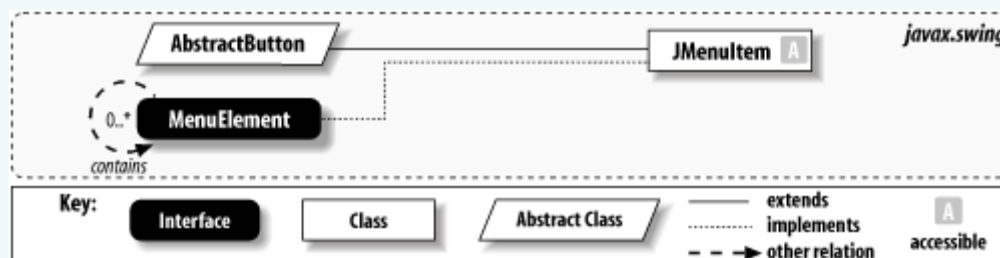 AbstractButton
JMenuItem A
javax.swing
0..*
MenuElement
contains
Key:
Interface
Class
Abstract Class
extends
implements
other relation
A
accessible